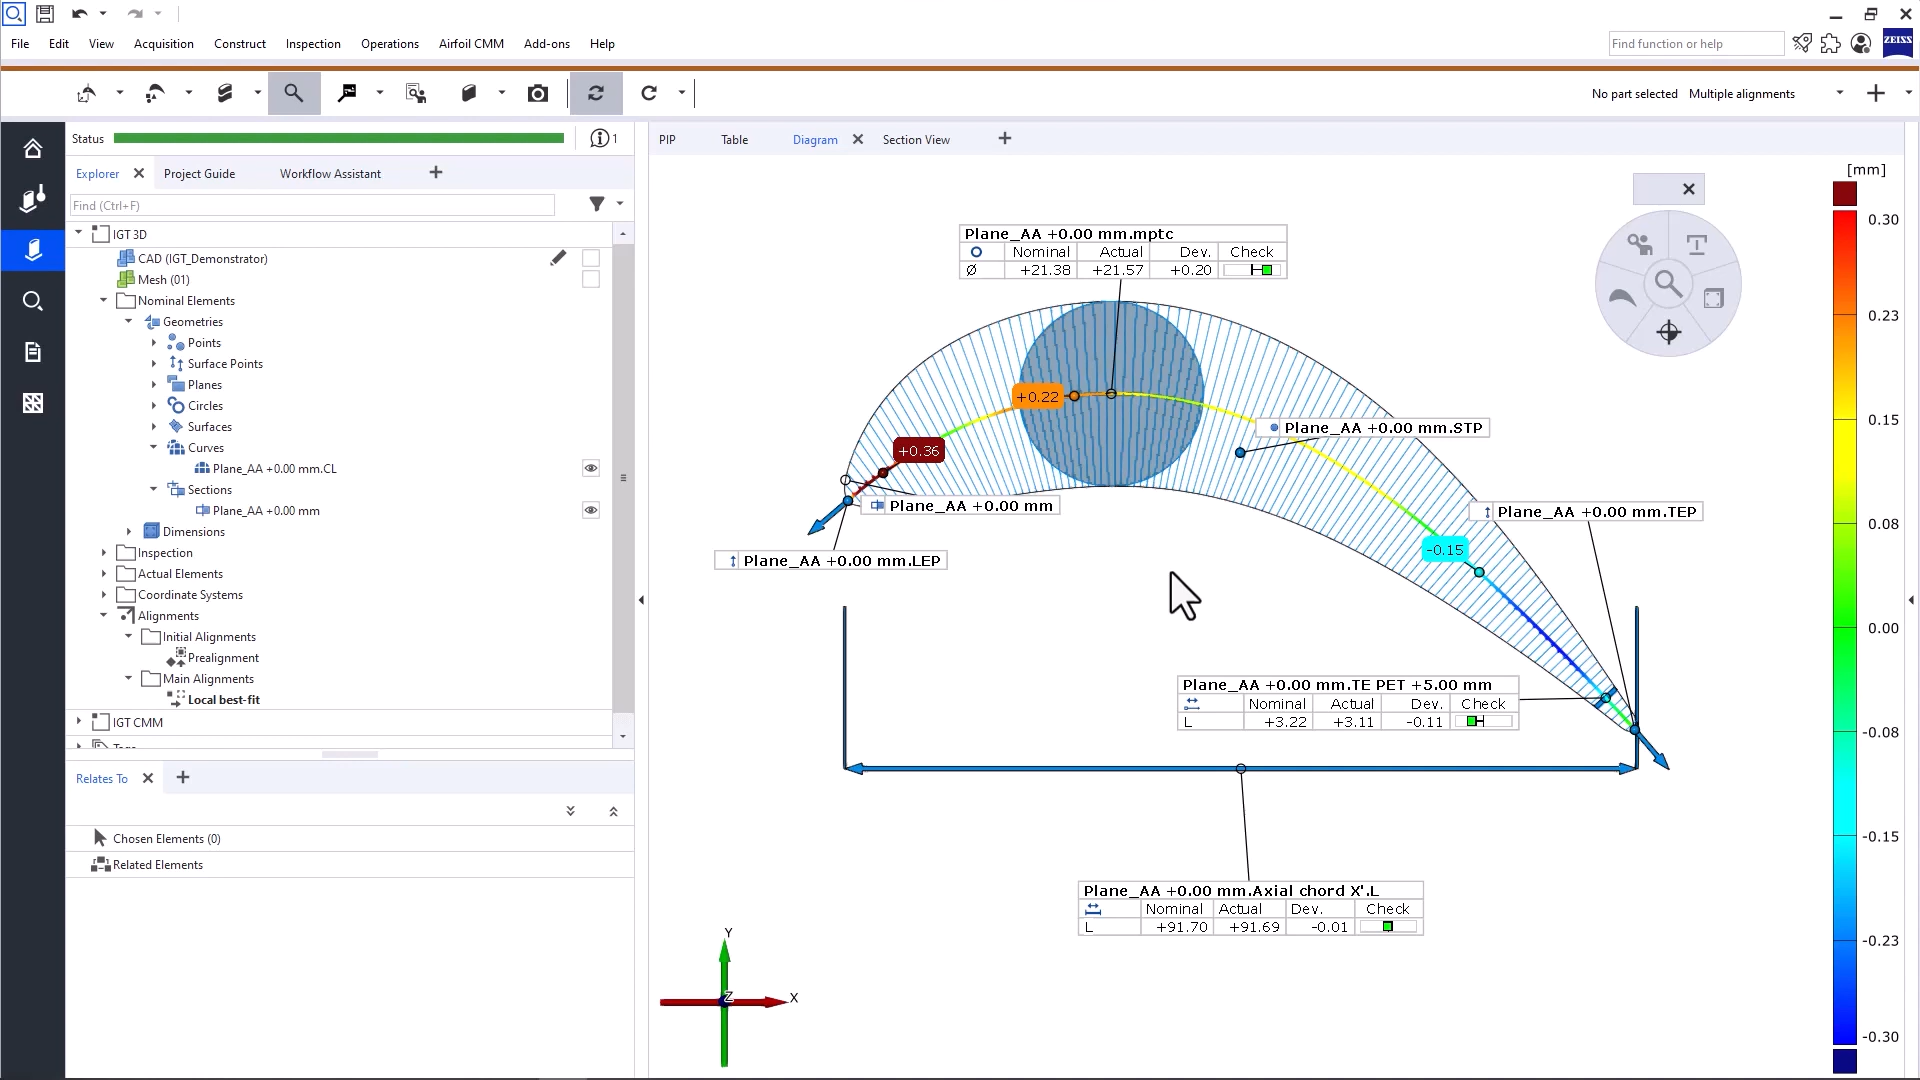 File Edit View Acquisition Construct Inspection Operations Airfoil CMM Add-ons Help
Find function or help
ZEISS
No part selected Multiple alignments
Status
1
Explorer Project Guide Workflow Assistant
Find (Ctrl+F)
IGT 3D
CAD (IGT_Demonstrator)
Mesh (01)
Nominal Elements
Geometries
Points
Surface Points
Planes
Circles
Surfaces
Curves
Plane_AA +0.00 mm.CL
Sections
Plane_AA +0.00 mm
Dimensions
Inspection
Actual Elements
Coordinate Systems
Alignments
Initial Alignments
Prealignment
Main Alignments
Local best-fit
IGT CMM
Relates To
Chosen Elements (0)
Related Elements
PIP Table Diagram Section View
Plane_AA +0.00 mm.mptc
Nominal Actual Dev. Check
Ø +21.38 +21.57 +0.20
+0.22
+0.36
Plane_AA +0.00 mm.STP
Plane_AA +0.00 mm
Plane_AA +0.00 mm.TEP
-0.15
Plane_AA +0.00 mm.LEP
Plane_AA +0.00 mm.TE PET +5.00 mm
Nominal Actual Dev. Check
L +3.22 +3.11 -0.11
Plane_AA +0.00 mm.Axial chord X'.L
Nominal Actual Dev. Check
L +91.70 +91.69 -0.01
Y
Z
X
[mm]
0.30
0.23
0.15
0.08
0.00
-0.08
-0.15
-0.23
-0.30